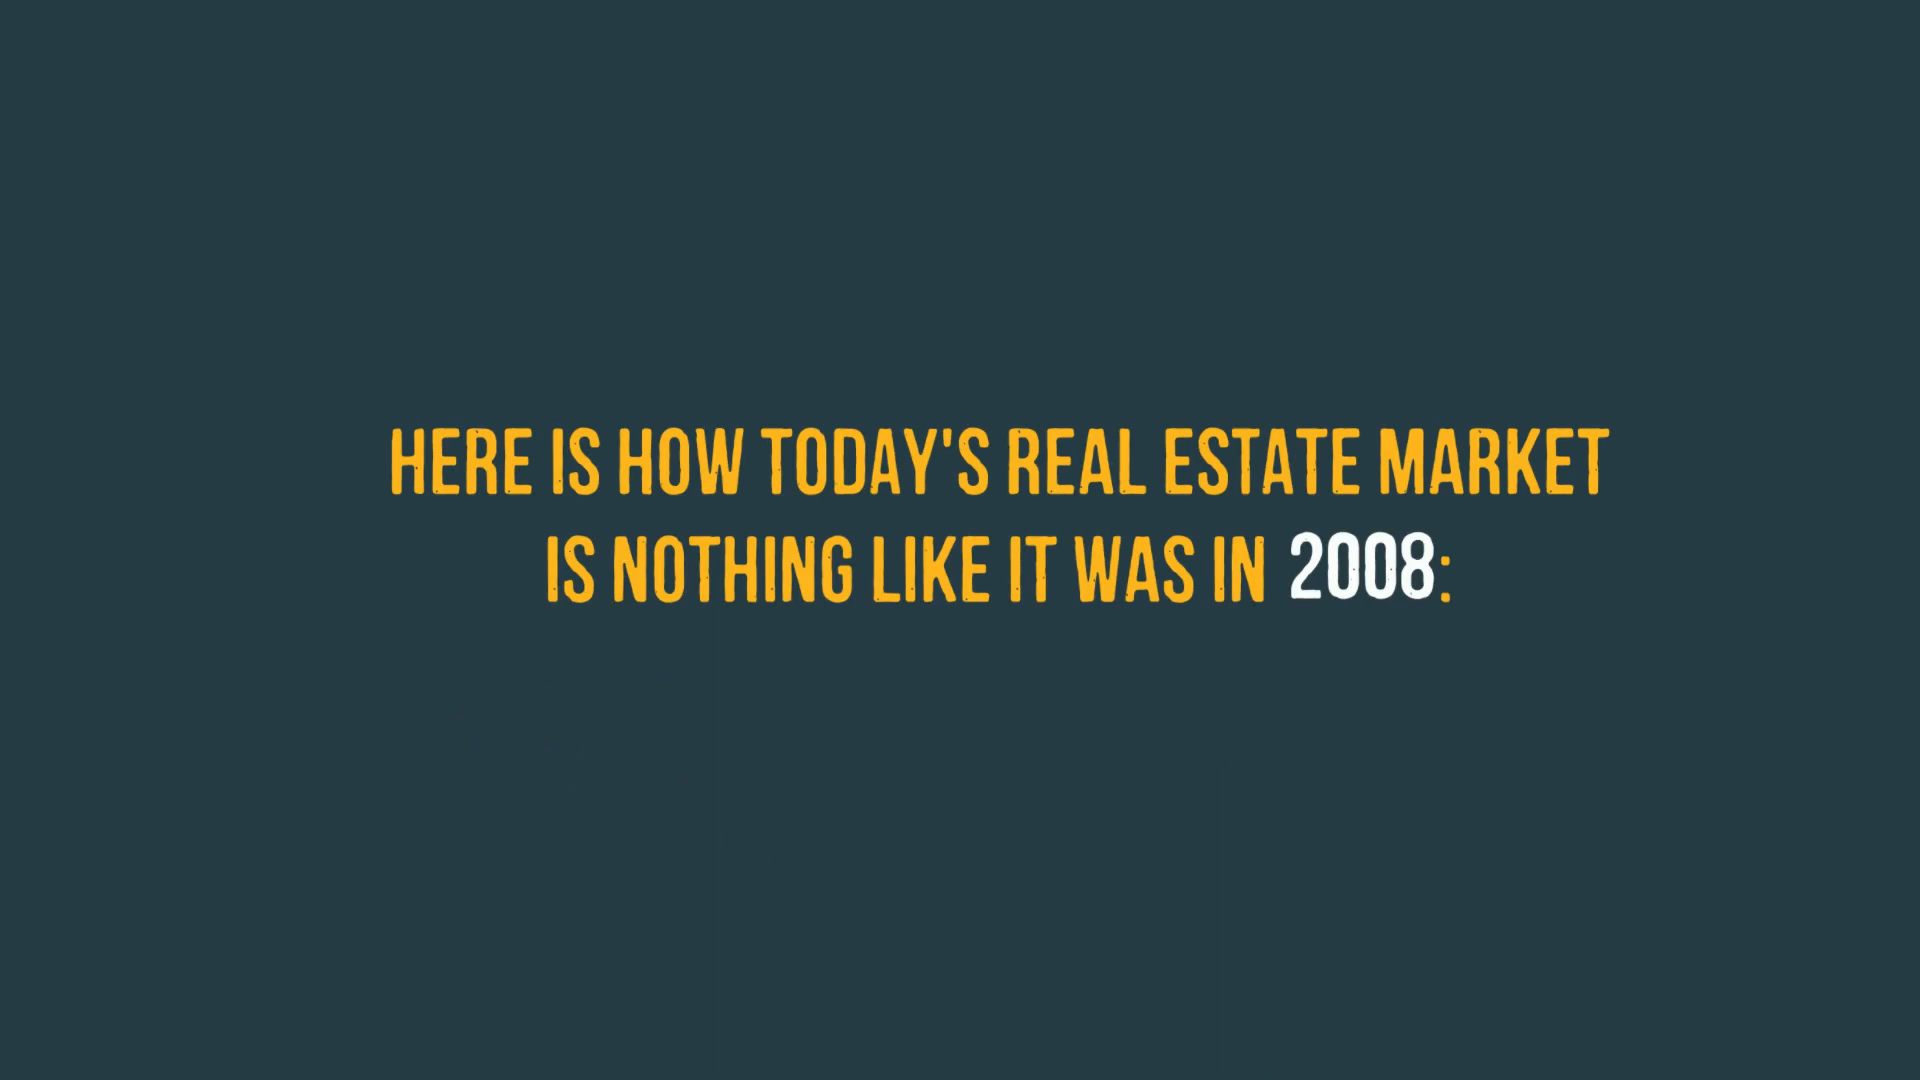 HERE IS HOW TODAY'S REAL ESTATE MARKET
IS NOTHING LIKE IT WAS IN 2008: